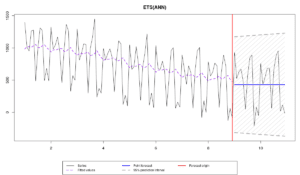 ETS(ANN)
1500
1000
500
0
2
4
6
8
10
Series
Fitted values
Point forecast
95% prediction interval
Forecast origin